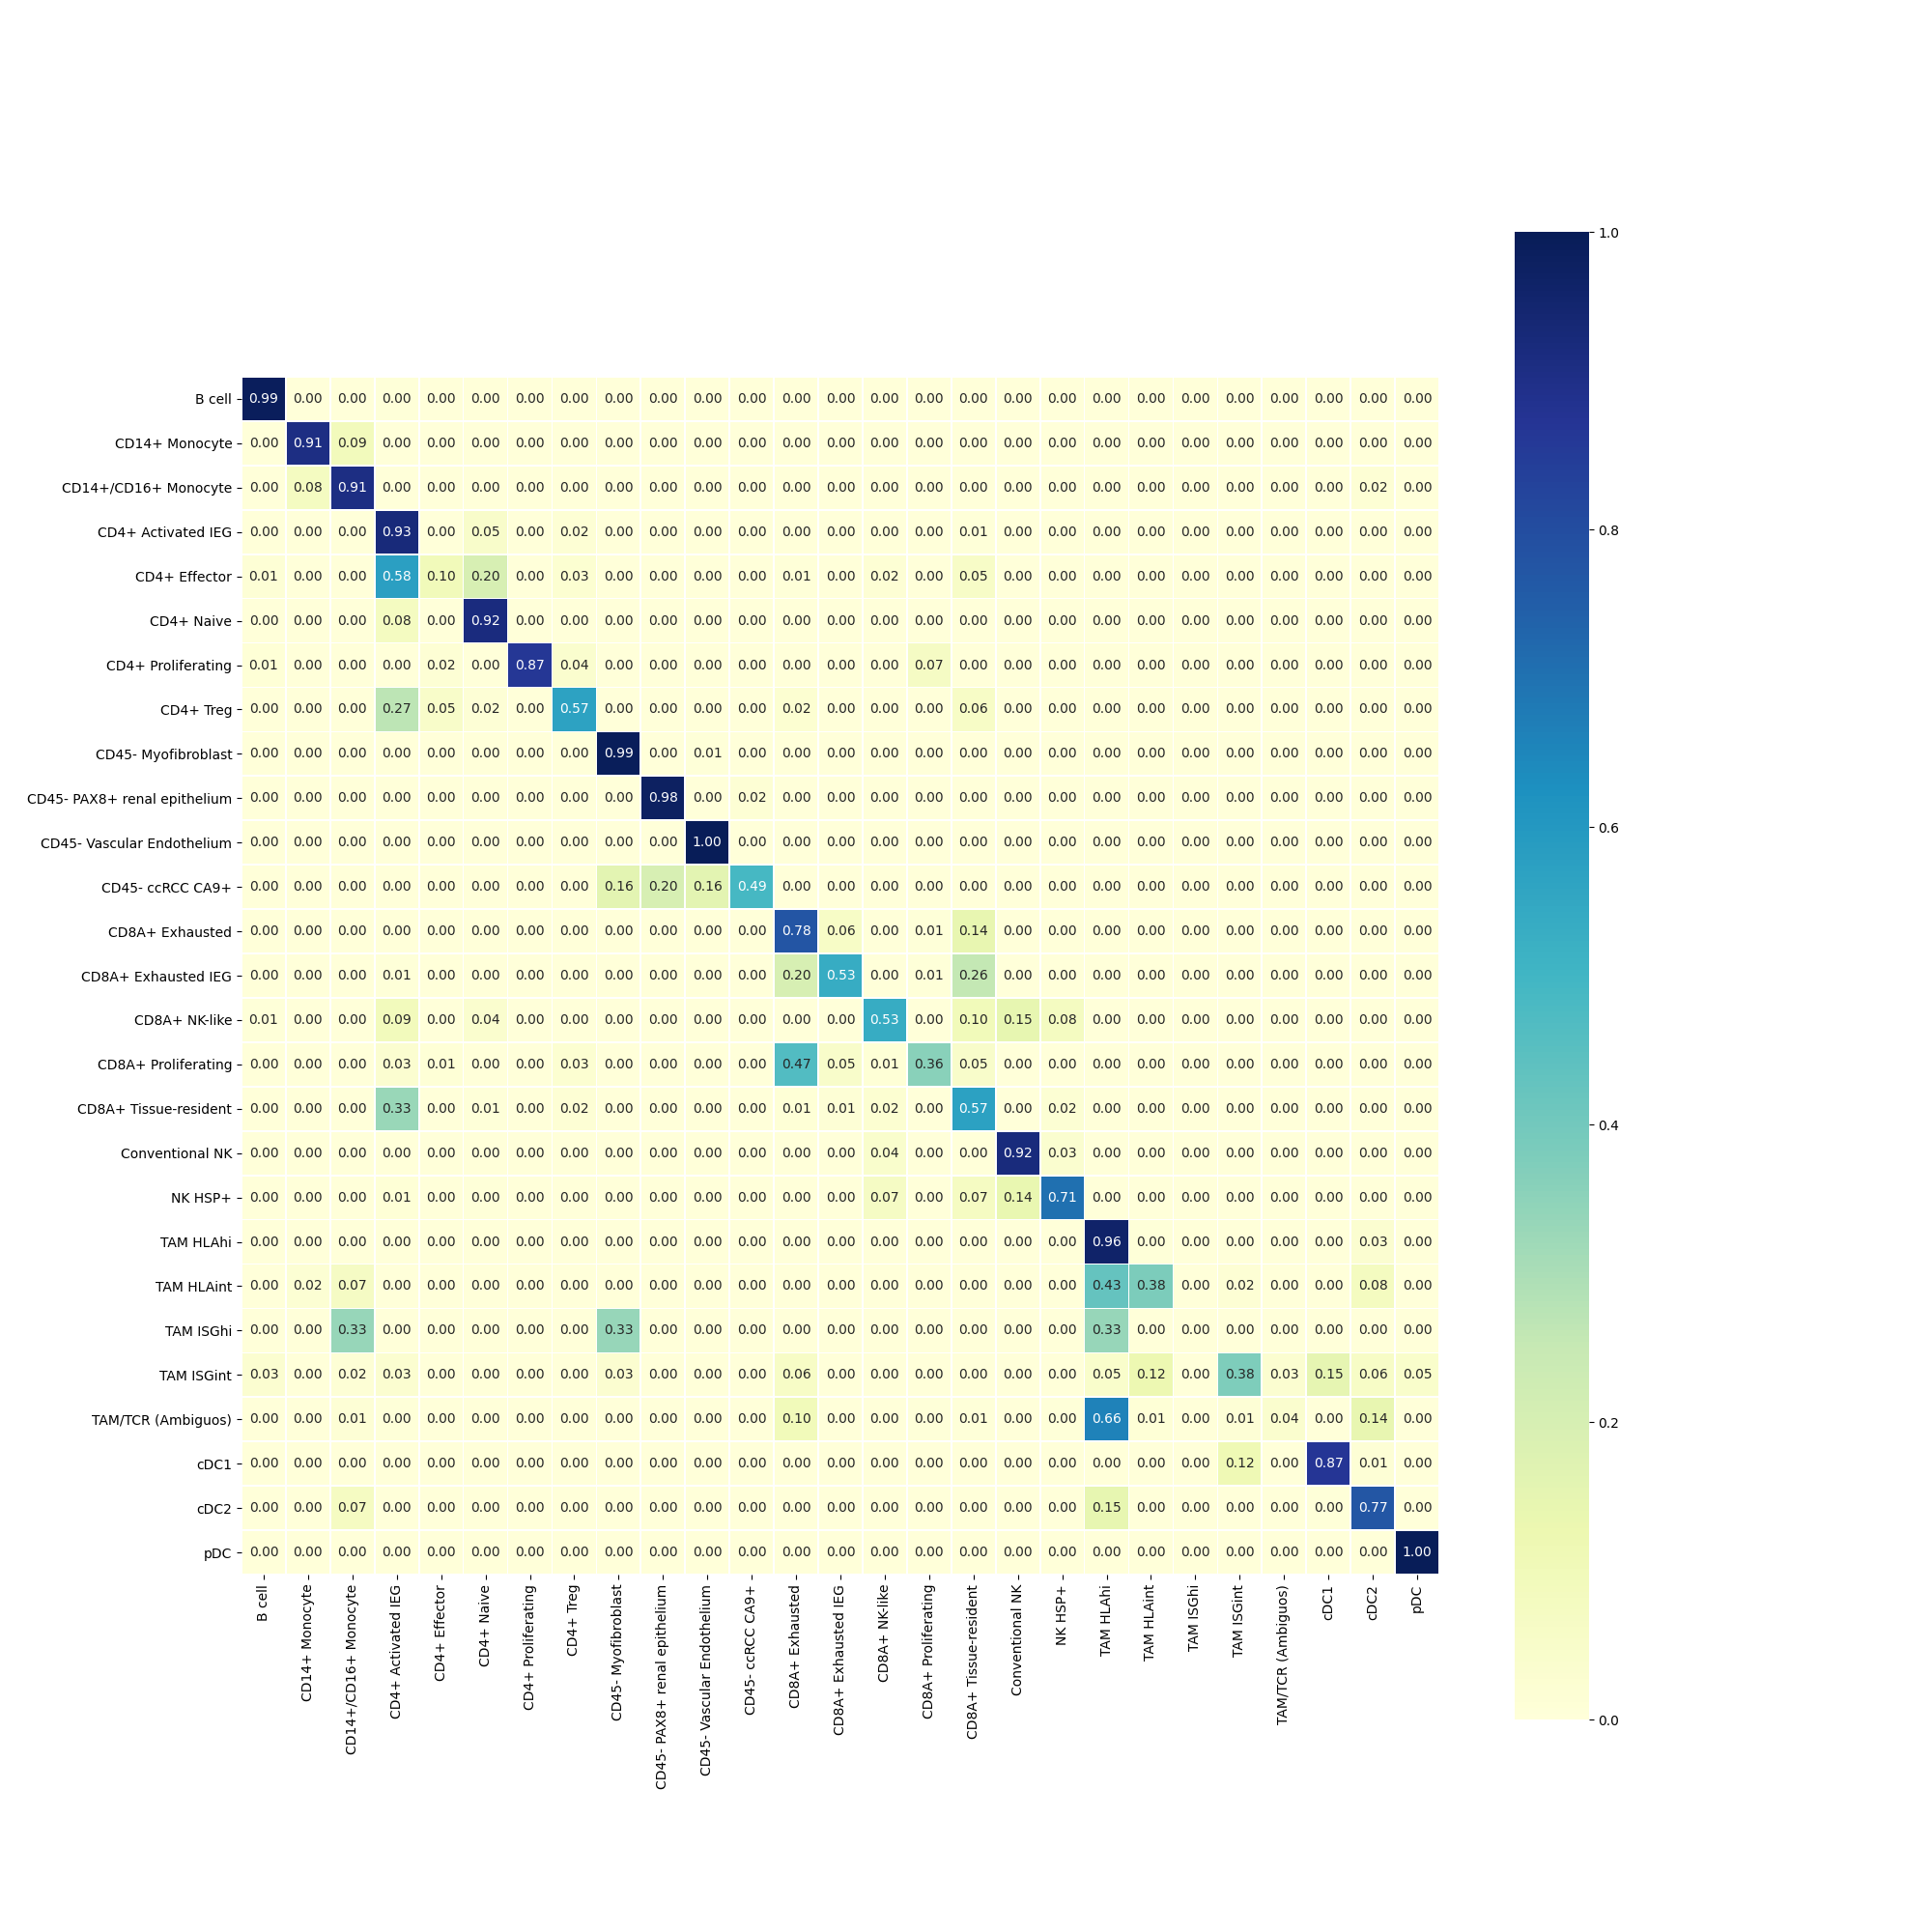 1.0
B cell 0.99 0.00 0.00 0.00 0.00 0.00 0.00 0.00 0.00 0.00 0.00 0.00 0.00 0.00 0.00 0.00 0.00 0.00 0.00 0.00 0.00 0.00 0.00 0.00 0.00 0.00 0.00
CD14+ Monocyte 0.00 0.91 0.09 0.00 0.00 0.00 0.00 0.00 0.00 0.00 0.00 0.00 0.00 0.00 0.00 0.00 0.00 0.00 0.00 0.00 0.00 0.00 0.00 0.00 0.00 0.00 0.00
CD14+/CD16+ Monocyte 0.00 0.08 0.91 0.00 0.00 0.00 0.00 0.00 0.00 0.00 0.00 0.00 0.00 0.00 0.00 0.00 0.00 0.00 0.00 0.00 0.00 0.00 0.00 0.00 0.00 0.02 0.00
CD4+ Activated IEG 0.00 0.00 0.00 0.93 0.00 0.05 0.00 0.02 0.00 0.00 0.00 0.00 0.00 0.00 0.00 0.00 0.01 0.00 0.00 0.00 0.00 0.00 0.00 0.00 0.00 0.00 0.00
0.8
CD4+ Effector 0.01 0.00 0.00 0.58 0.10 0.20 0.00 0.03 0.00 0.00 0.00 0.00 0.01 0.00 0.02 0.00 0.05 0.00 0.00 0.00 0.00 0.00 0.00 0.00 0.00 0.00 0.00
CD4+ Naive 0.00 0.00 0.00 0.08 0.00 0.92 0.00 0.00 0.00 0.00 0.00 0.00 0.00 0.00 0.00 0.00 0.00 0.00 0.00 0.00 0.00 0.00 0.00 0.00 0.00 0.00 0.00
CD4+ Proliferating 0.01 0.00 0.00 0.00 0.02 0.00 0.87 0.04 0.00 0.00 0.00 0.00 0.00 0.00 0.00 0.07 0.00 0.00 0.00 0.00 0.00 0.00 0.00 0.00 0.00 0.00 0.00
CD4+ Treg 0.00 0.00 0.00 0.27 0.05 0.02 0.00 0.57 0.00 0.00 0.00 0.00 0.02 0.00 0.00 0.00 0.06 0.00 0.00 0.00 0.00 0.00 0.00 0.00 0.00 0.00 0.00
CD45- Myofibroblast 0.00 0.00 0.00 0.00 0.00 0.00 0.00 0.00 0.99 0.00 0.01 0.00 0.00 0.00 0.00 0.00 0.00 0.00 0.00 0.00 0.00 0.00 0.00 0.00 0.00 0.00 0.00
CD45- PAX8+ renal epithelium 0.00 0.00 0.00 0.00 0.00 0.00 0.00 0.00 0.00 0.98 0.00 0.02 0.00 0.00 0.00 0.00 0.00 0.00 0.00 0.00 0.00 0.00 0.00 0.00 0.00 0.00 0.00
0.6
CD45- Vascular Endothelium 0.00 0.00 0.00 0.00 0.00 0.00 0.00 0.00 0.00 0.00 1.00 0.00 0.00 0.00 0.00 0.00 0.00 0.00 0.00 0.00 0.00 0.00 0.00 0.00 0.00 0.00 0.00
CD45- ccRCC CA9+ 0.00 0.00 0.00 0.00 0.00 0.00 0.00 0.00 0.16 0.20 0.16 0.49 0.00 0.00 0.00 0.00 0.00 0.00 0.00 0.00 0.00 0.00 0.00 0.00 0.00 0.00 0.00
CD8A+ Exhausted 0.00 0.00 0.00 0.00 0.00 0.00 0.00 0.00 0.00 0.00 0.00 0.00 0.78 0.06 0.00 0.01 0.14 0.00 0.00 0.00 0.00 0.00 0.00 0.00 0.00 0.00 0.00
CD8A+ Exhausted IEG 0.00 0.00 0.00 0.01 0.00 0.00 0.00 0.00 0.00 0.00 0.00 0.00 0.20 0.53 0.00 0.01 0.26 0.00 0.00 0.00 0.00 0.00 0.00 0.00 0.00 0.00 0.00
CD8A+ NK-like 0.01 0.00 0.00 0.09 0.00 0.04 0.00 0.00 0.00 0.00 0.00 0.00 0.00 0.00 0.53 0.00 0.10 0.15 0.08 0.00 0.00 0.00 0.00 0.00 0.00 0.00 0.00
CD8A+ Proliferating 0.00 0.00 0.00 0.03 0.01 0.00 0.00 0.03 0.00 0.00 0.00 0.00 0.47 0.05 0.01 0.36 0.05 0.00 0.00 0.00 0.00 0.00 0.00 0.00 0.00 0.00 0.00
CD8A+ Tissue-resident 0.00 0.00 0.00 0.33 0.00 0.01 0.00 0.02 0.00 0.00 0.00 0.00 0.01 0.01 0.02 0.00 0.57 0.00 0.02 0.00 0.00 0.00 0.00 0.00 0.00 0.00 0.00
0.4
Conventional NK 0.00 0.00 0.00 0.00 0.00 0.00 0.00 0.00 0.00 0.00 0.00 0.00 0.00 0.00 0.04 0.00 0.00 0.92 0.03 0.00 0.00 0.00 0.00 0.00 0.00 0.00 0.00
NK HSP+ 0.00 0.00 0.00 0.01 0.00 0.00 0.00 0.00 0.00 0.00 0.00 0.00 0.00 0.00 0.07 0.00 0.07 0.14 0.71 0.00 0.00 0.00 0.00 0.00 0.00 0.00 0.00
TAM HLAhi 0.00 0.00 0.00 0.00 0.00 0.00 0.00 0.00 0.00 0.00 0.00 0.00 0.00 0.00 0.00 0.00 0.00 0.00 0.00 0.96 0.00 0.00 0.00 0.00 0.00 0.03 0.00
TAM HLAint 0.00 0.02 0.07 0.00 0.00 0.00 0.00 0.00 0.00 0.00 0.00 0.00 0.00 0.00 0.00 0.00 0.00 0.00 0.00 0.43 0.38 0.00 0.02 0.00 0.00 0.08 0.00
TAM ISGhi 0.00 0.00 0.33 0.00 0.00 0.00 0.00 0.00 0.33 0.00 0.00 0.00 0.00 0.00 0.00 0.00 0.00 0.00 0.00 0.33 0.00 0.00 0.00 0.00 0.00 0.00 0.00
TAM ISGint 0.03 0.00 0.02 0.03 0.00 0.00 0.00 0.00 0.03 0.00 0.00 0.00 0.06 0.00 0.00 0.00 0.00 0.00 0.00 0.05 0.12 0.00 0.38 0.03 0.15 0.06 0.05
TAM/TCR (Ambiguos) 0.00 0.00 0.01 0.00 0.00 0.00 0.00 0.00 0.00 0.00 0.00 0.00 0.10 0.00 0.00 0.00 0.01 0.00 0.00 0.66 0.01 0.00 0.01 0.04 0.00 0.14 0.00
0.2
cDC1 0.00 0.00 0.00 0.00 0.00 0.00 0.00 0.00 0.00 0.00 0.00 0.00 0.00 0.00 0.00 0.00 0.00 0.00 0.00 0.00 0.00 0.00 0.12 0.00 0.87 0.01 0.00
cDC2 0.00 0.00 0.07 0.00 0.00 0.00 0.00 0.00 0.00 0.00 0.00 0.00 0.00 0.00 0.00 0.00 0.00 0.00 0.00 0.15 0.00 0.00 0.00 0.00 0.00 0.77 0.00
pDC 0.00 0.00 0.00 0.00 0.00 0.00 0.00 0.00 0.00 0.00 0.00 0.00 0.00 0.00 0.00 0.00 0.00 0.00 0.00 0.00 0.00 0.00 0.00 0.00 0.00 0.00 1.00
0.0
B cell
CD14+ Monocyte
CD14+/CD16+ Monocyte
CD4+ Activated IEG
CD4+ Effector
CD4+ Naive
CD4+ Proliferating
CD4+ Treg
CD45- Myofibroblast
CD45- PAX8+ renal epithelium
CD45- Vascular Endothelium
CD45- ccRCC CA9+
CD8A+ Exhausted
CD8A+ Exhausted IEG
CD8A+ NK-like
CD8A+ Proliferating
CD8A+ Tissue-resident
Conventional NK
NK HSP+
TAM HLAhi
TAM HLAint
TAM ISGhi
TAM ISGint
TAM/TCR (Ambiguos)
cDC1
cDC2
pDC